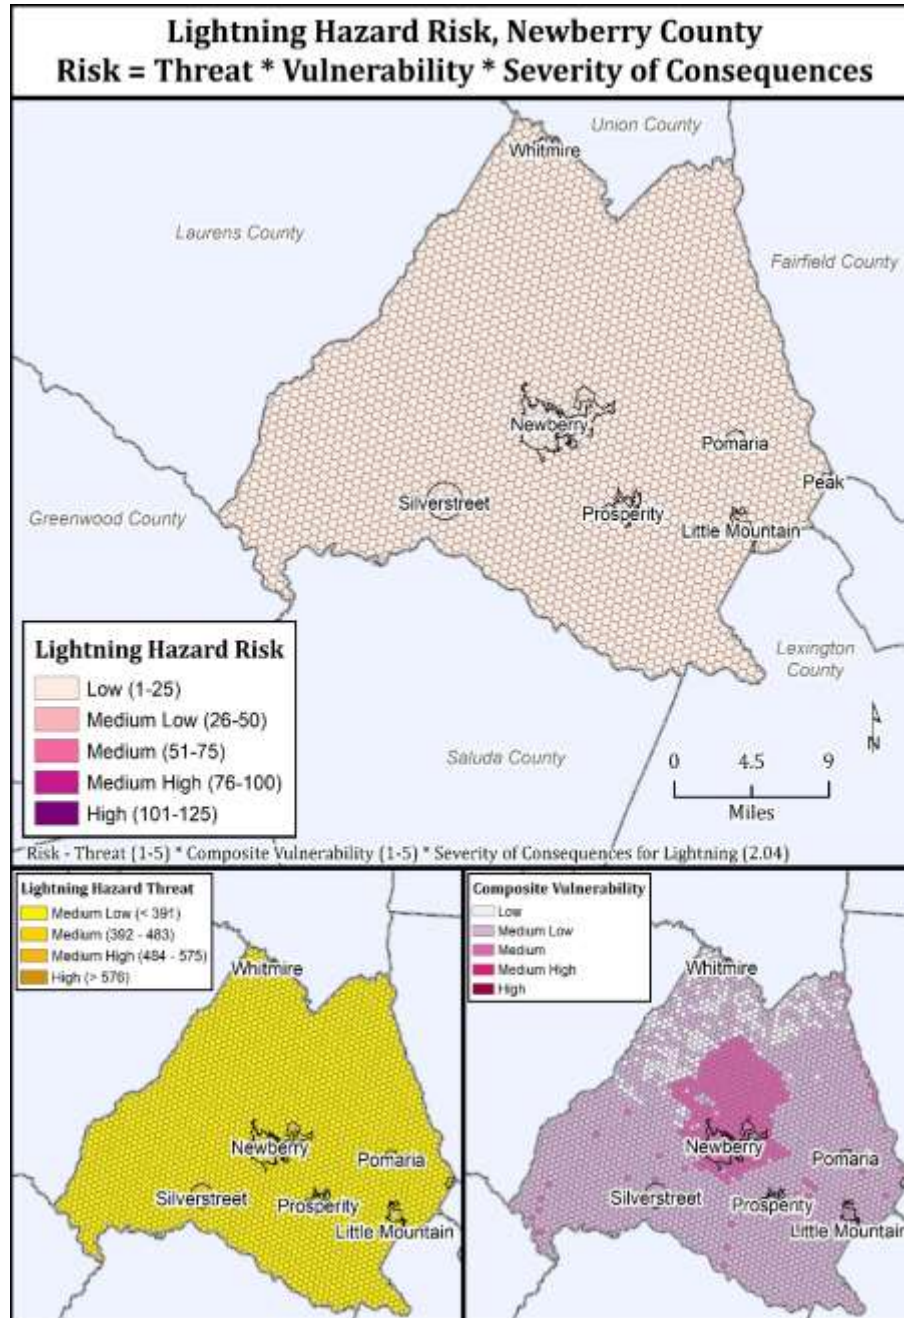 Lightning Hazard Risk, Newberry County
Risk = Threat * Vulnerability * Severity of Consequences
Union County
Whitmire
Laurens County
Fairfield County
Newberry
Pomaria
Peak
Silverstreet
Prosperity
Greenwood County
Little Mountain
Lexington
County
Saluda County
Lightning Hazard Risk
Low (1-25)
Medium Low (26-50)
Medium (51-75)
Medium High (76-100)
High (101-125)
N
0 4.5 9
Miles
Risk - Threat (1-5) * Composite Vulnerability (1-5) * Severity of Consequences for Lightning (2.04)
Lightning Hazard Threat
Medium Low (< 391)
Medium (392 - 483)
Medium High (484 - 575)
High (> 576)
Whitmire
Newberry
Pomaria
Silverstreet
Prosperity
Little Mountain
Composite Vulnerability
Low
Medium Low
Medium
Medium High
High
Whitmire
Newberry
Pomaria
Silverstreet
Prosperity
Little Mountain